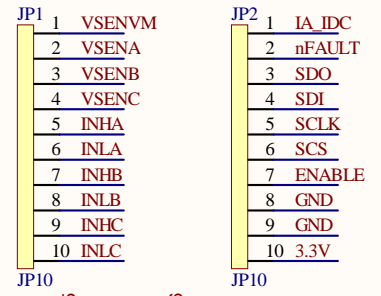 JP1
1 VSENVM
2 VSENA
3 VSENB
4 VSENC
5 INHA
6 INLA
7 INHB
8 INLB
9 INHC
10 INLC
JP10
JP2
1 IA_IDC
2 nFAULT
3 SDO
4 SDI
5 SCLK
6 SCS
7 ENABLE
8 GND
9 GND
10 3.3V
JP10